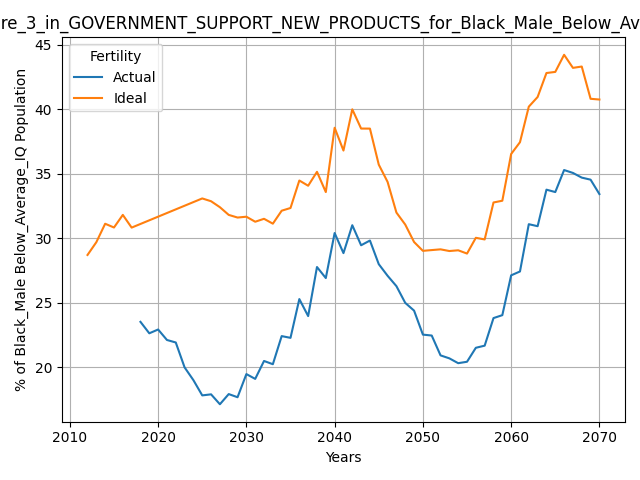 re_3_in_GOVERNMENT_SUPPORT_NEW_PRODUCTS_for_Black_Male_Below_Av
Fertility
Actual
Ideal
% of Black_Male Below_Average_IQ Population
45
40
35
30
25
20
2010 2020 2030 2040 2050 2060 2070
Years